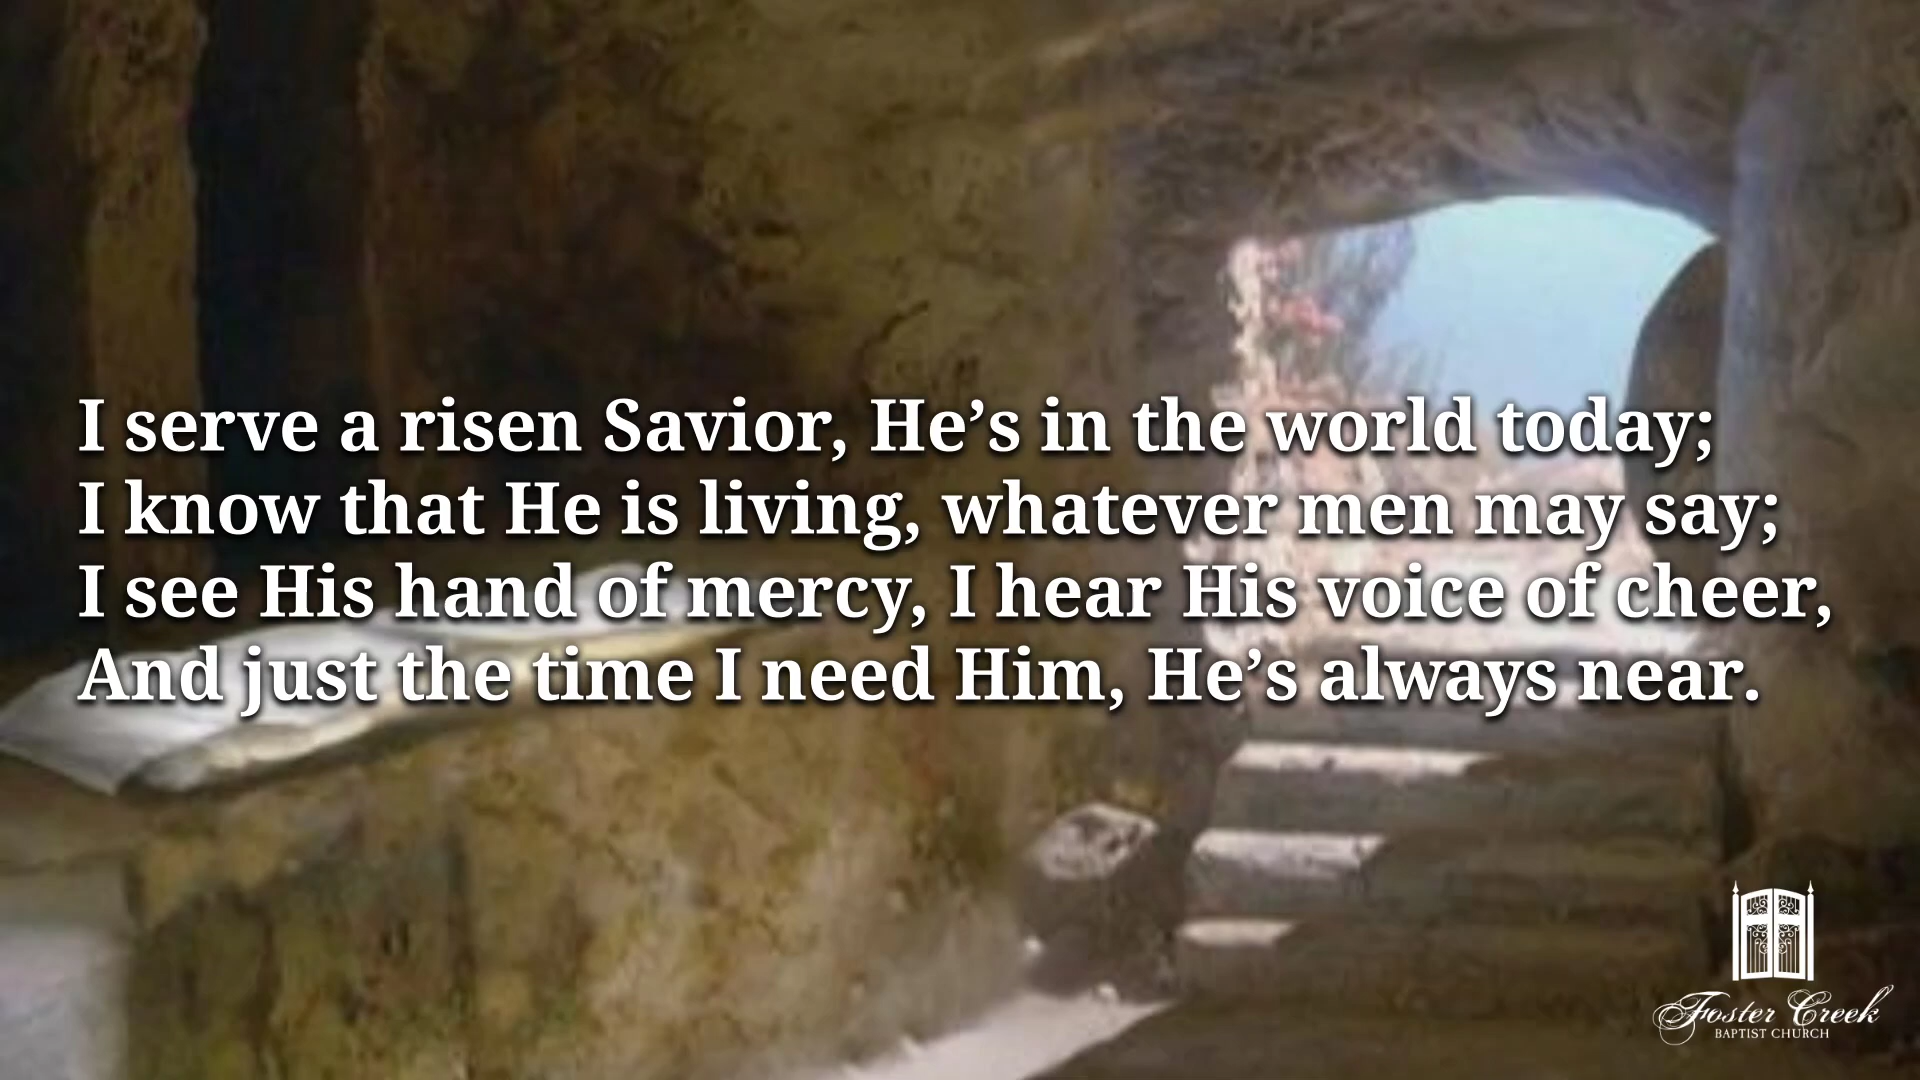 I serve a risen Savior, He’s in the world today;
I know that He is living, whatever men may say;
I see His hand of mercy, I hear His voice of cheer,
And just the time I need Him, He’s always near.
Foster Creek
BAPTIST CHURCH